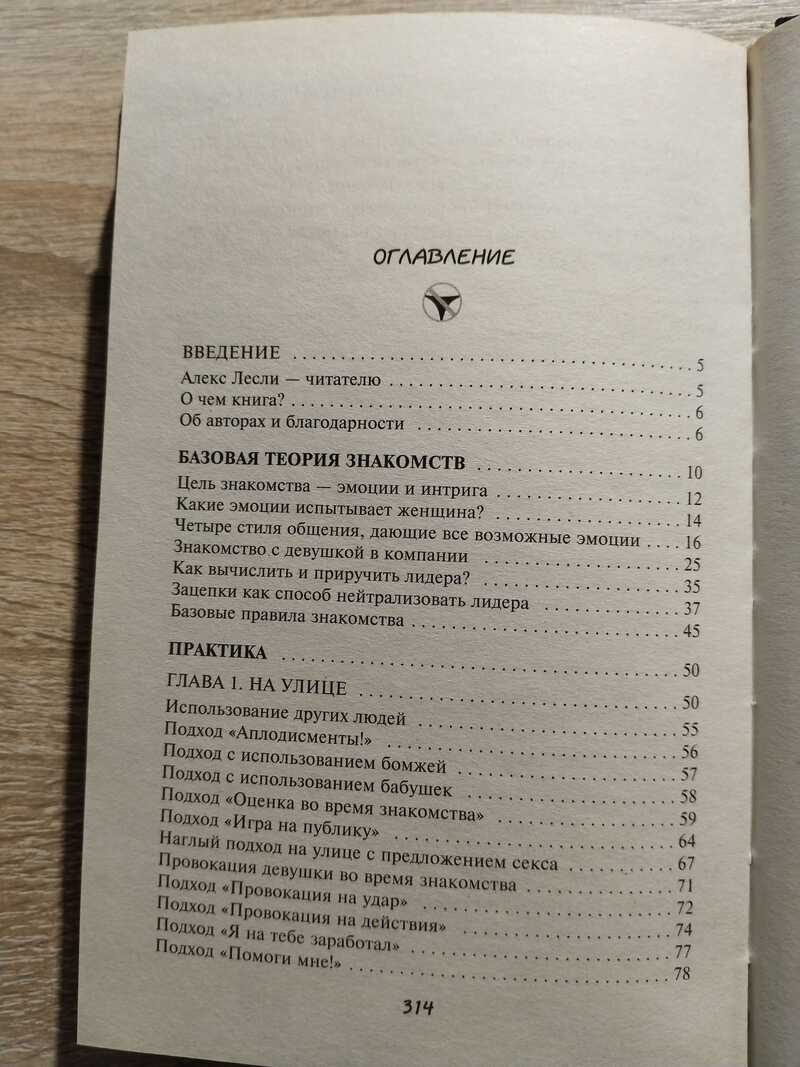 ОГЛАВЛЕНИЕ
ВВЕДЕНИЕ ........ 5
Алекс Лесли — читателю ........ 5
О чем книга? ........ 6
Об авторах и благодарности ........ 6
БАЗОВАЯ ТЕОРИЯ ЗНАКОМСТВ ........ 10
Цель знакомства — эмоции и интрига ........ 12
Какие эмоции испытывает женщина? ........ 14
Четыре стиля общения, дающие все возможные эмоции .... 16
Знакомство с девушкой в компании ........ 25
Как вычислить и приручить лидера? ........ 35
Зацепки как способ нейтрализовать лидера ........ 37
Базовые правила знакомства ........ 45
ПРАКТИКА ........ 50
ГЛАВА 1. НА УЛИЦЕ ........ 50
Использование других людей ........ 55
Подход «Аплодисменты!» ........ 56
Подход с использованием бомжей ........ 57
Подход с использованием бабушек ........ 58
Подход «Оценка во время знакомства» ........ 59
Подход «Игра на публику» ........ 64
Наглый подход на улице с предложением секса ........ 67
Провокация девушки во время знакомства ........ 71
Подход «Провокация на удар» ........ 72
Подход «Провокация на действия» ........ 74
Подход «Я на тебе заработал» ........ 77
Подход «Помоги мне!» ........ 78
314